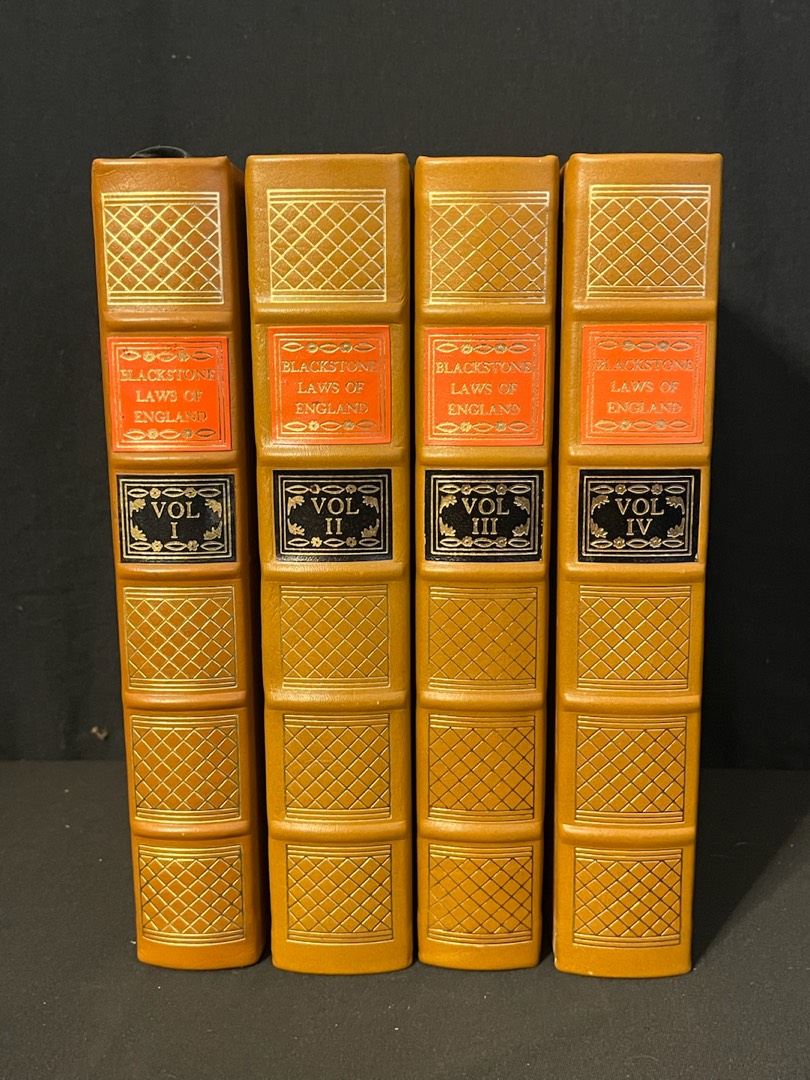 BLACKSTONE
LAWS OF
ENGLAND
VOL
I
BLACKSTONE
LAWS OF
ENGLAND
VOL
II
BLACKSTONE
LAWS OF
ENGLAND
VOL
III
BLACKSTONE
LAWS OF
ENGLAND
VOL
IV